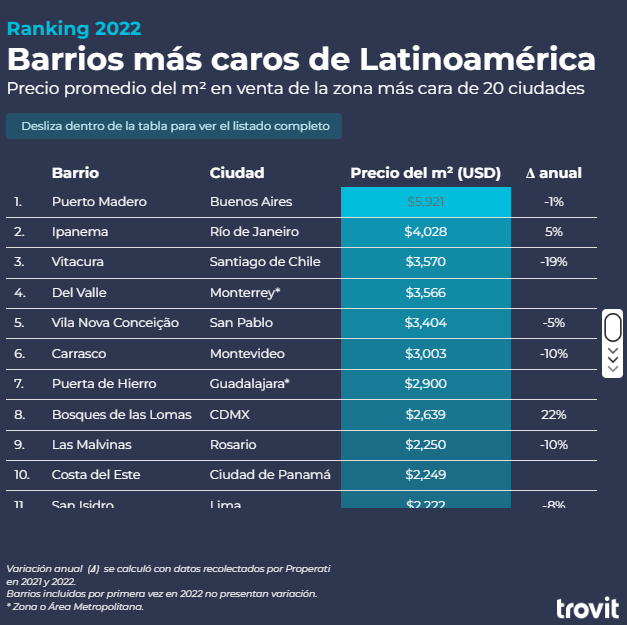 Ranking 2022
Barrios más caros de Latinoamérica
Precio promedio del m² en venta de la zona más cara de 20 ciudades
Desliza dentro de la tabla para ver el listado completo
Barrio Ciudad Precio del m² (USD) Δ anual
1. Puerto Madero Buenos Aires $5,921 -1%
2. Ipanema Río de Janeiro $4,028 5%
3. Vitacura Santiago de Chile $3,570 -19%
4. Del Valle Monterrey* $3,566
5. Vila Nova Conceição San Pablo $3,404 -5%
6. Carrasco Montevideo $3,003 -10%
7. Puerta de Hierro Guadalajara* $2,900
8. Bosques de las Lomas CDMX $2,639 22%
9. Las Malvinas Rosario $2,250 -10%
10. Costa del Este Ciudad de Panamá $2,249
11. San Isidro Lima $2,222 -8%
Variación anual (Δ) se calculó con datos recolectados por Properati
en 2021 y 2022.
Barrios incluidos por primera vez en 2022 no presentan variación.
* Zona o Área Metropolitana.
trovit